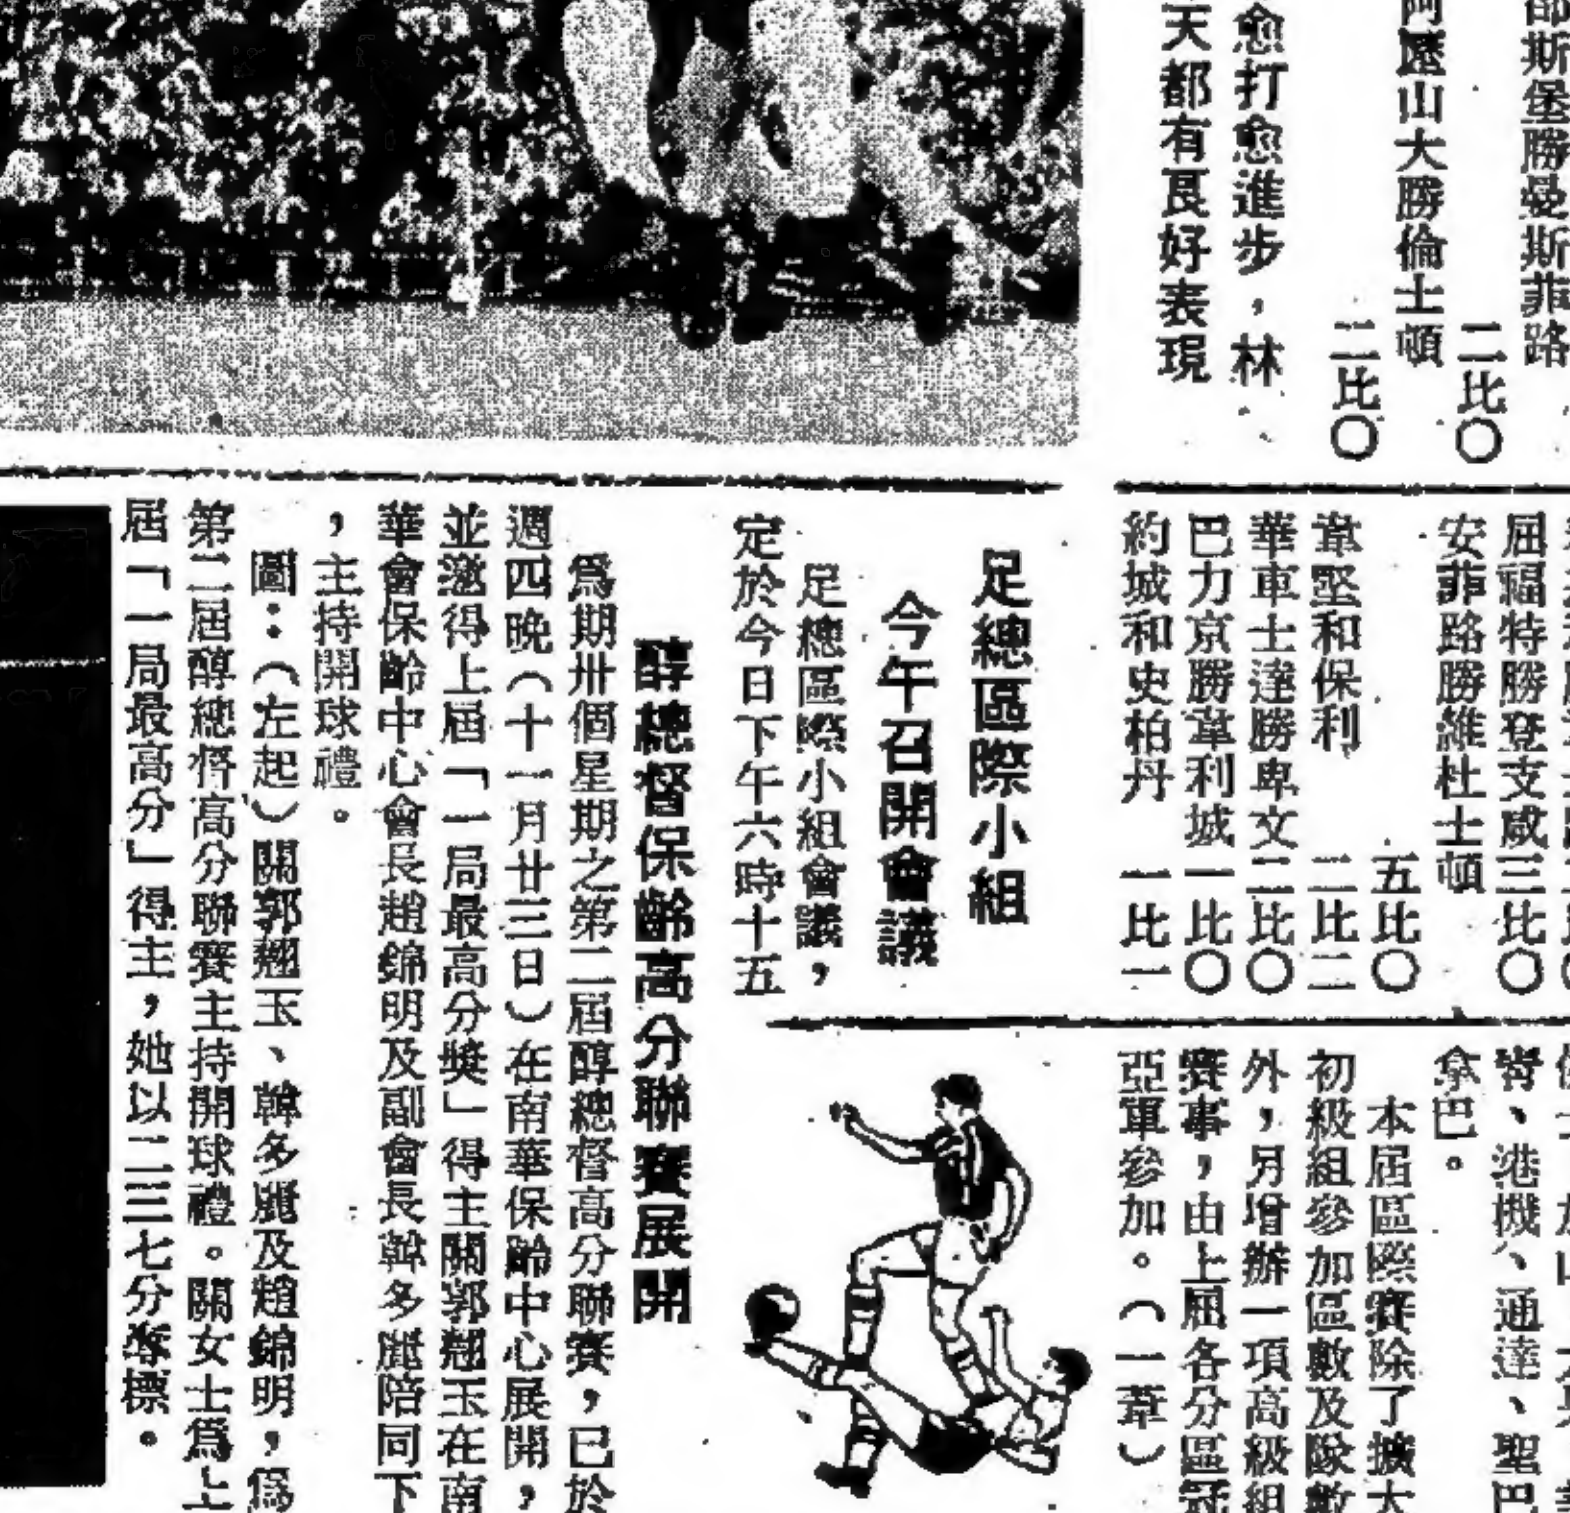 愈打愈進步，林
天都有良好表現
都斯堡勝曼斯菲路
二比〇
阿慝山大勝倫士頓
二比〇
屈福特勝登支咸三比〇
安菲路勝維杜士頓
五比〇
韋堅和保利 二比二
華車士達勝卑文二比〇
巴力京勝韋利城一比〇
約城和史柏丹 一比一
足總區際小組
今午召開會議
足總區際小組會議，
定於今日下午六時十五
醇總督保齡高分聯賽展開
爲期卅個星期之第二屆醇總督高分聯賽，已於
週四晚（十一月廿三日）在南華保齡中心展開，
並邀得上屆「一局最高分獎」得主關郭翹玉在南
華會保齡中心會長趙錦明及副會長韓多麗陪同下
，主持開球禮。
圖：（左起）關郭翹玉、韓多麗及趙錦明，爲
第二屆醇總督高分聯賽主持開球禮。關女士爲上
屆「一局最高分」得主，她以二三七分奪標。
皆、港機、通達、聖巴
拿巴。
本屆區際賽除了擴大
初級組參加區數及隊數
外，另增辦一項高級組
賽事，由上屆各分區冠
亞軍參加。（一葦）